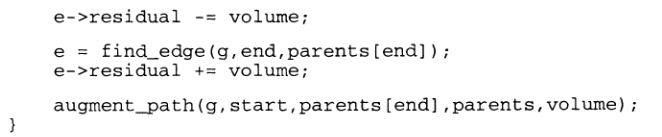 e->residual -= volume;
e = find_edge(g,end,parents[end]);
e->residual += volume;
augment_path(g,start,parents[end],parents,volume);
}